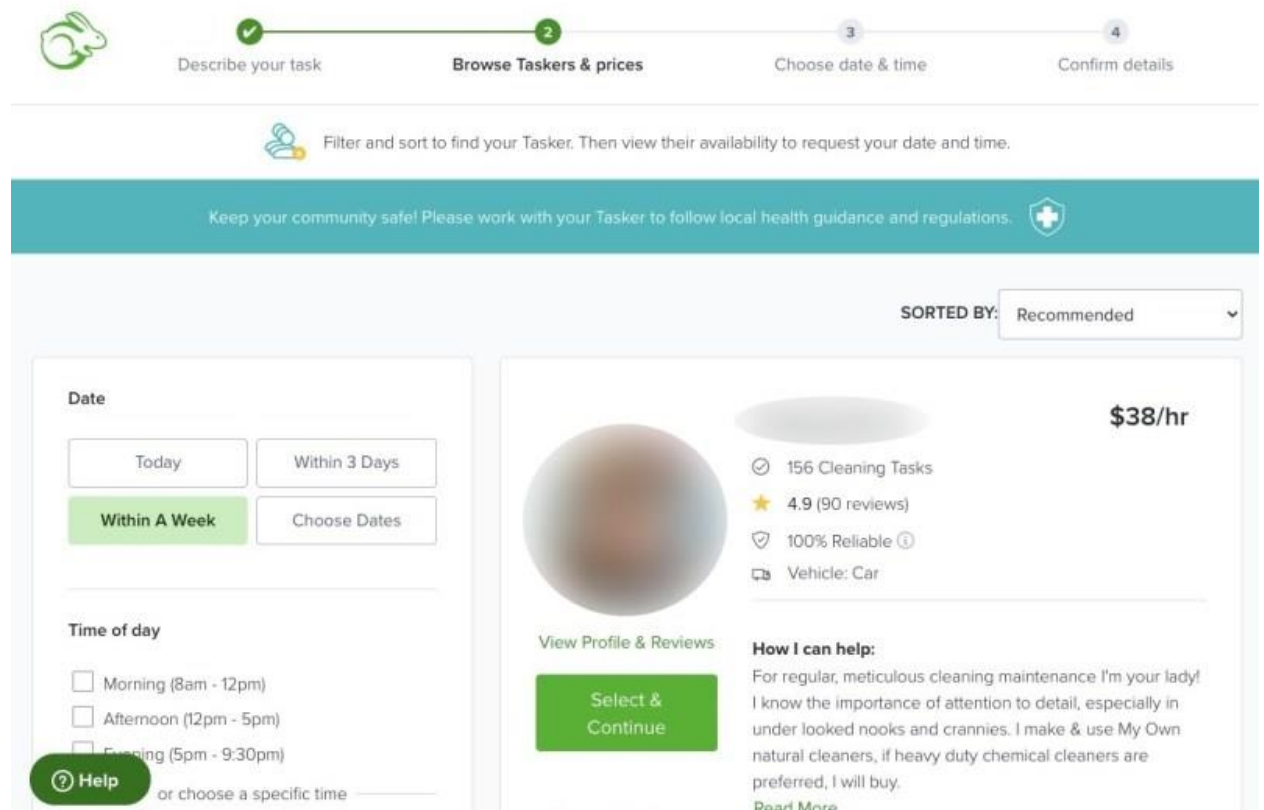 2
3
4
Describe your task
Browse Taskers & prices
Choose date & time
Confirm details
Filter and sort to find your Tasker. Then view their availability to request your date and time.
Keep your community safe! Please work with your Tasker to follow local health guidance and regulations.
SORTED BY:
Recommended
Date
Today
Within 3 Days
Within A Week
Choose Dates
Time of day
Morning (8am - 12pm)
Afternoon (12pm - 5pm)
Evening (5pm - 9:30pm)
or choose a specific time
? Help
$38/hr
156 Cleaning Tasks
4.9 (90 reviews)
100% Reliable i
Vehicle: Car
View Profile & Reviews
Select &
Continue
How I can help:
For regular, meticulous cleaning maintenance I'm your lady!
I know the importance of attention to detail, especially in
under looked nooks and crannies. I make & use My Own
natural cleaners, if heavy duty chemical cleaners are
preferred, I will buy.
Read More